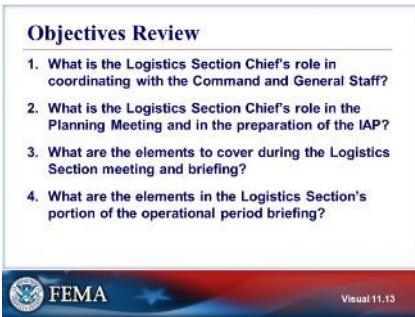 Objectives Review
1. What is the Logistics Section Chief's role in
coordinating with the Command and General Staff?
2. What is the Logistics Section Chief's role in the
Planning Meeting and in the preparation of the IAP?
3. What are the elements to cover during the Logistics
Section meeting and briefing?
4. What are the elements in the Logistics Section's
portion of the operational period briefing?
FEMA
Visual 11.13